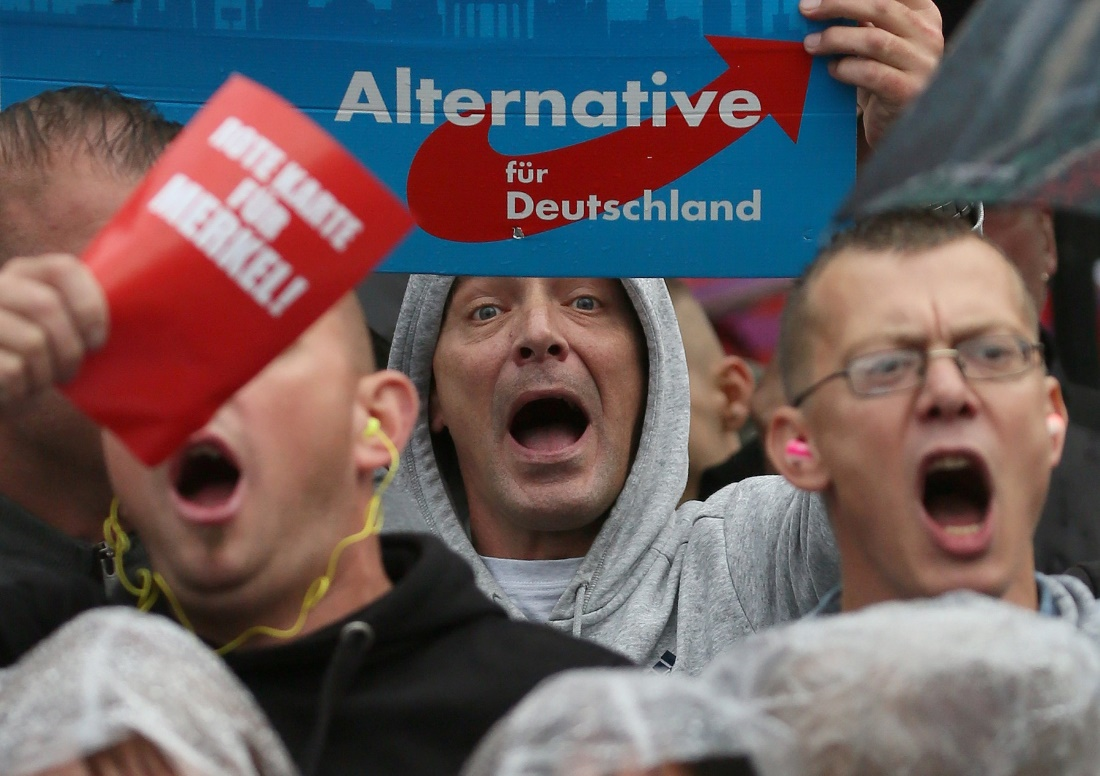 Alternative
für
Deutschland
ROTE KARTE
FÜR
MERKEL!